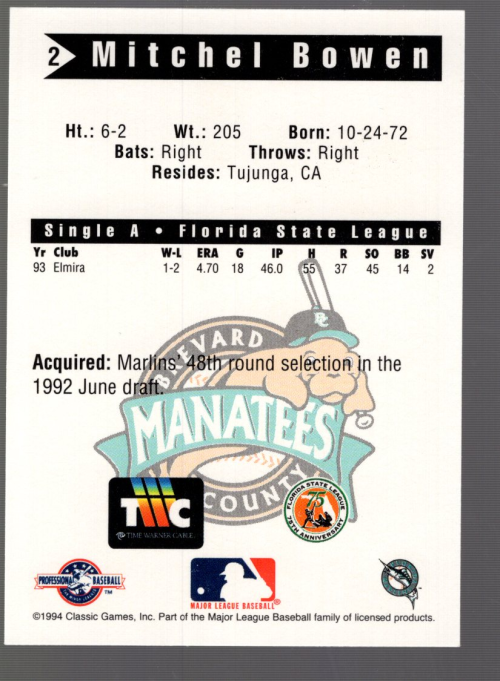 2 Mitchel Bowen
Ht.: 6-2 Wt.: 205 Born: 10-24-72
Bats: Right Throws: Right
Resides: Tujunga, CA
Single A • Florida State League
Yr Club W-L ERA G IP H R SO BB SV
93 Elmira 1-2 4.70 18 46.0 55 37 45 14 2
BREVARD
BC
Acquired: Marlins' 48th round selection in the
1992 June draft.
MANATEES
COUNTY
TWC
TIME WARNER CABLE
FLORIDA STATE LEAGUE
75
75TH ANNIVERSARY
PROFESSIONAL BASEBALL
TM
MAJOR LEAGUE BASEBALL®
©1994 Classic Games, Inc. Part of the Major League Baseball family of licensed products.